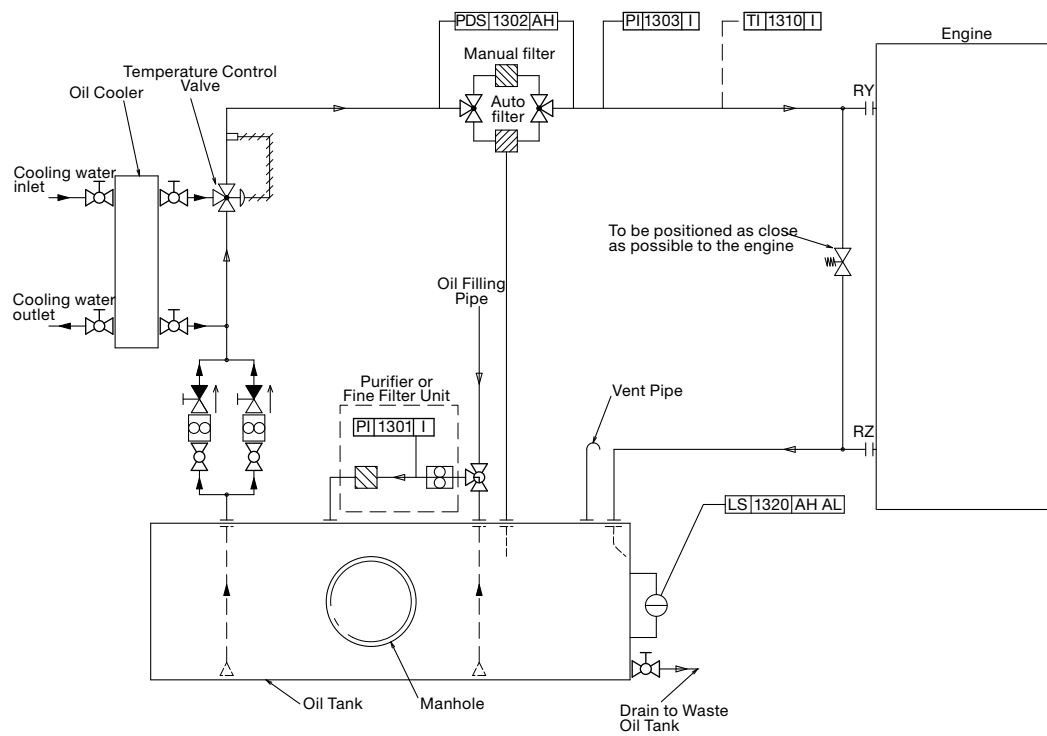 PDS 1302 AH
PI 1303 I
TI 1310 I
Engine
Manual filter
Temperature Control
Valve
Oil Cooler
Auto
filter
RY
Cooling water
inlet
To be positioned as close
as possible to the engine
Oil Filling
Pipe
Cooling water
outlet
Purifier or
Fine Filter Unit
Vent Pipe
PI 1301 I
RZ
LS 1320 AH AL
Oil Tank
Manhole
Drain to Waste
Oil Tank